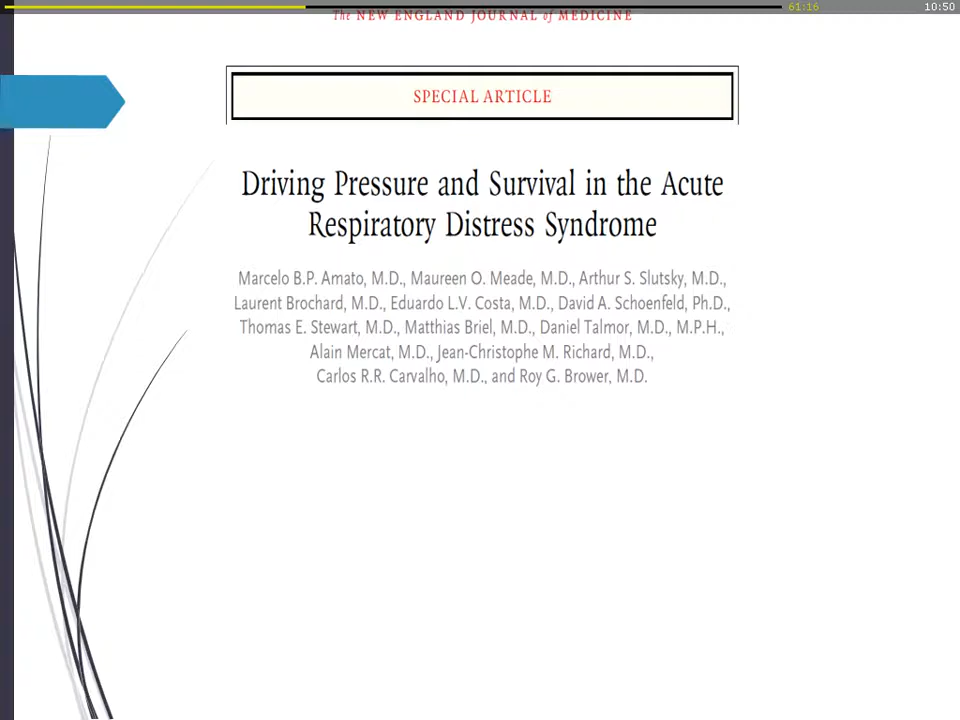 61:16
10:50
The NEW ENGLAND JOURNAL of MEDICINE
SPECIAL ARTICLE
Driving Pressure and Survival in the Acute
Respiratory Distress Syndrome
Marcelo B.P. Amato, M.D., Maureen O. Meade, M.D., Arthur S. Slutsky, M.D.,
Laurent Brochard, M.D., Eduardo L.V. Costa, M.D., David A. Schoenfeld, Ph.D.,
Thomas E. Stewart, M.D., Matthias Briel, M.D., Daniel Talmor, M.D., M.P.H.,
Alain Mercat, M.D., Jean-Christophe M. Richard, M.D.,
Carlos R.R. Carvalho, M.D., and Roy G. Brower, M.D.